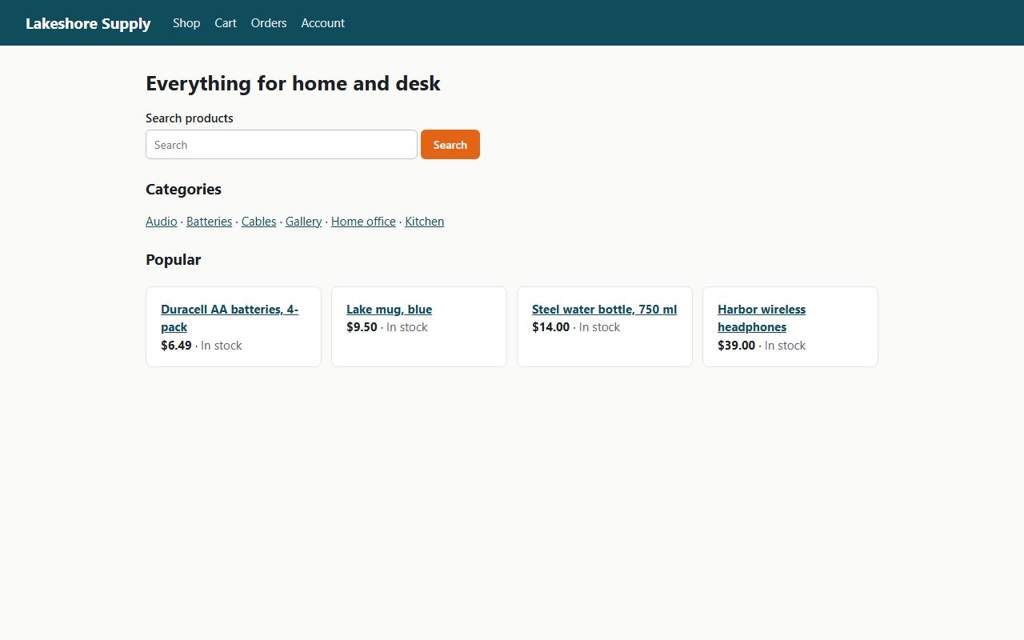 Lakeshore Supply Shop Cart Orders Account
Everything for home and desk
Search products
Search Search
Categories
Audio · Batteries · Cables · Gallery · Home office · Kitchen
Popular
Duracell AA batteries, 4-
pack
$6.49 · In stock
Lake mug, blue
$9.50 · In stock
Steel water bottle, 750 ml
$14.00 · In stock
Harbor wireless
headphones
$39.00 · In stock